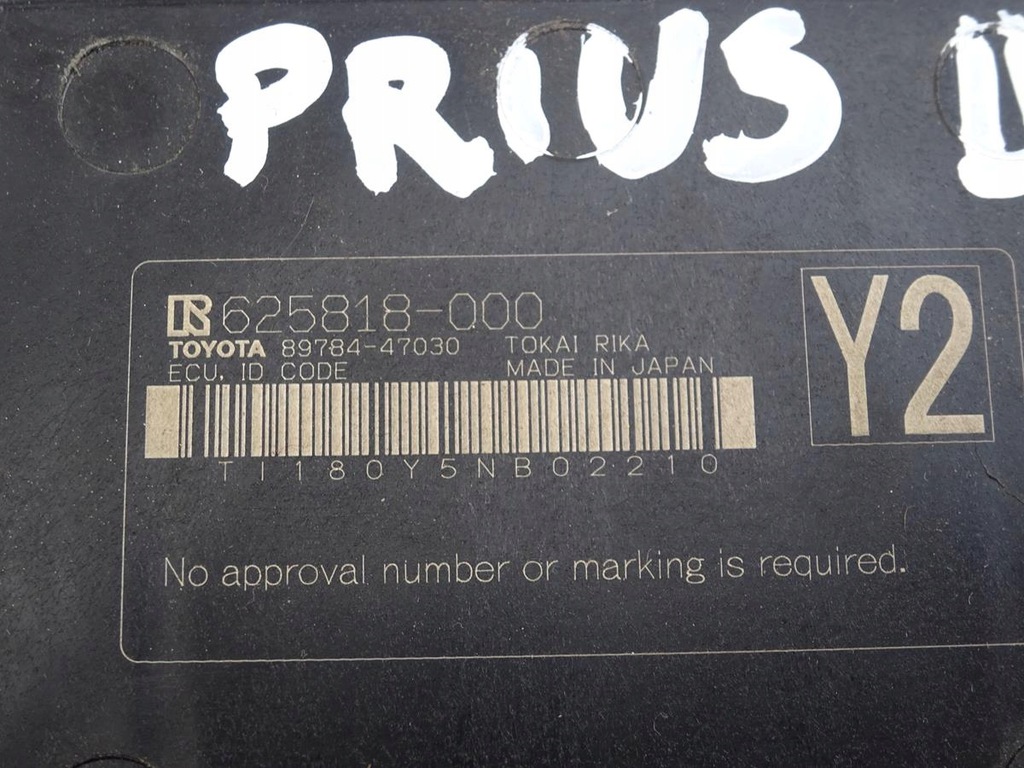 PRIUS
625818-000
TOYOTA 89784-47030 TOKAI RIKA
ECU, ID CODE MADE IN JAPAN
Y2
TI180Y5NB02210
No approval number or marking is required.